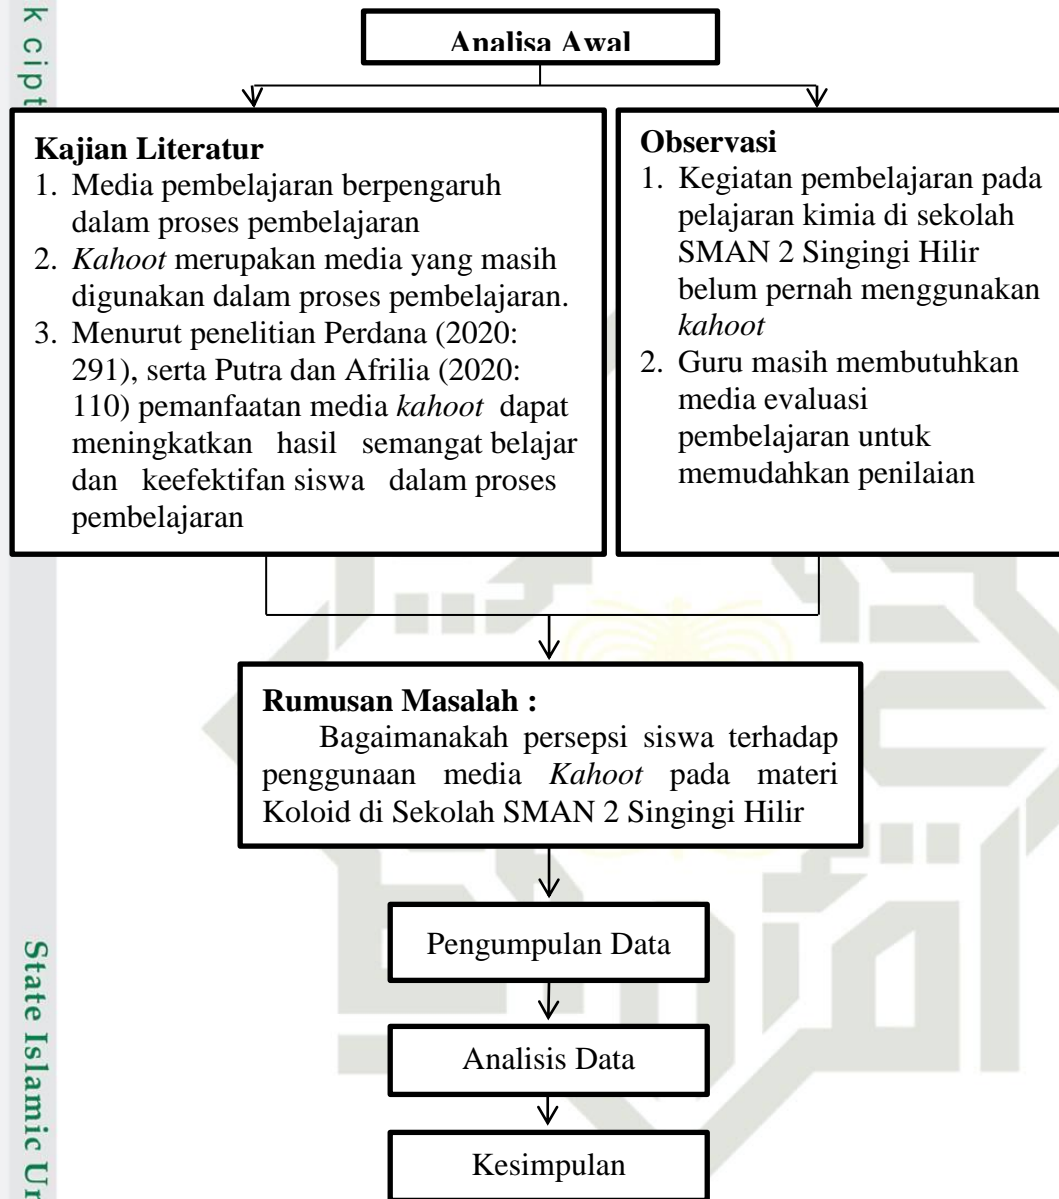 k cipt
Analisa Awal
Kajian Literatur
1. Media pembelajaran berpengaruh
dalam proses pembelajaran
2. Kahoot merupakan media yang masih
digunakan dalam proses pembelajaran.
3. Menurut penelitian Perdana (2020:
291), serta Putra dan Afrilia (2020:
110) pemanfaatan media kahoot dapat
meningkatkan hasil semangat belajar
dan keefektifan siswa dalam proses
pembelajaran
Observasi
1. Kegiatan pembelajaran pada
pelajaran kimia di sekolah
SMAN 2 Singingi Hilir
belum pernah menggunakan
kahoot
2. Guru masih membutuhkan
media evaluasi
pembelajaran untuk
memudahkan penilaian
Rumusan Masalah :
Bagaimanakah persepsi siswa terhadap
penggunaan media Kahoot pada materi
Koloid di Sekolah SMAN 2 Singingi Hilir
Pengumpulan Data
Analisis Data
Kesimpulan
State Islamic Un